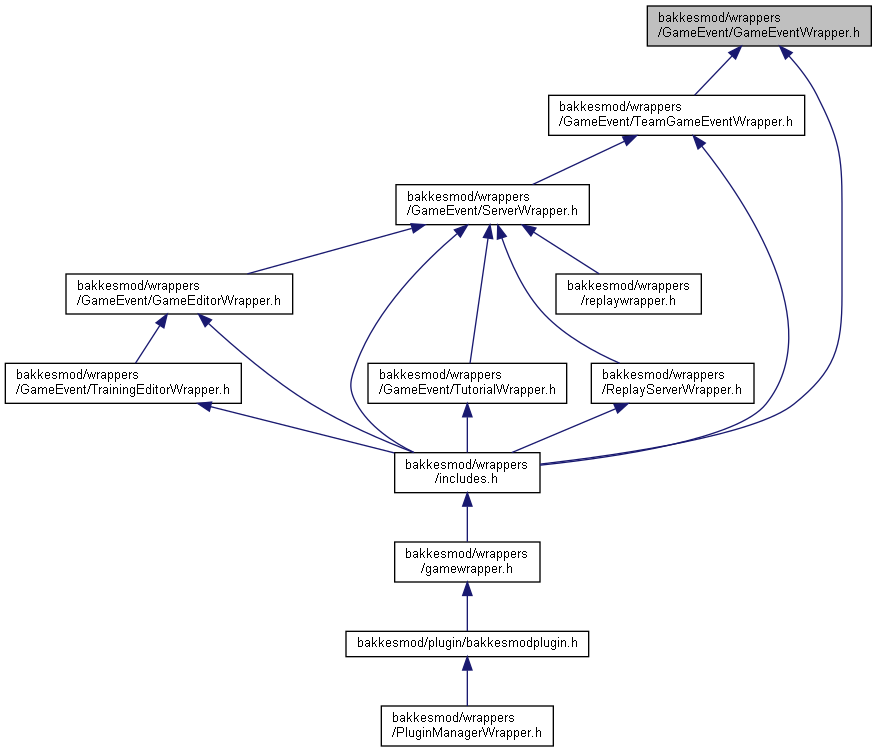 bakkesmod/wrappers
/GameEvent/GameEventWrapper.h
bakkesmod/wrappers
/GameEvent/TeamGameEventWrapper.h
bakkesmod/wrappers
/GameEvent/ServerWrapper.h
bakkesmod/wrappers
/GameEvent/GameEditorWrapper.h
bakkesmod/wrappers
/replaywrapper.h
bakkesmod/wrappers
/GameEvent/TrainingEditorWrapper.h
bakkesmod/wrappers
/GameEvent/TutorialWrapper.h
bakkesmod/wrappers
/ReplayServerWrapper.h
bakkesmod/wrappers
/includes.h
bakkesmod/wrappers
/gamewrapper.h
bakkesmod/plugin/bakkesmodplugin.h
bakkesmod/wrappers
/PluginManagerWrapper.h